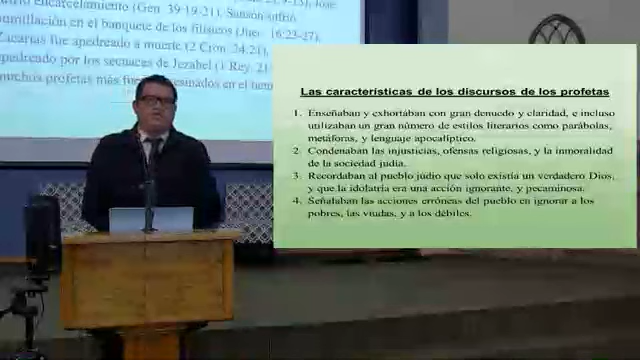 encarcelamiento (Gen. 39:19-21), Sansón sufrió
humillación en el banquete de los filisteos (Jue. 16:23-27),
Zacarías fue apedreado a muerte (2 Cron. 24:21),
apedreado por los secuaces de Jezabel (1 Rey. 21
muchos profetas más fueron asesinados en el
Las características de los discursos de los profetas
1. Enseñaban y exhortaban con gran denuedo y claridad, e incluso
utilizaban un gran número de estilos literarios como parábolas,
metáforas, y lenguaje apocalíptico.
2. Condenaban las injusticias, ofensas religiosas, y la inmoralidad
de la sociedad judía.
3. Recordaban al pueblo judío que solo existía un verdadero Dios,
y que la idolatría era una acción ignorante, y pecaminosa.
4. Señalaban las acciones erróneas del pueblo en ignorar a los
pobres, las viudas, y a los débiles.